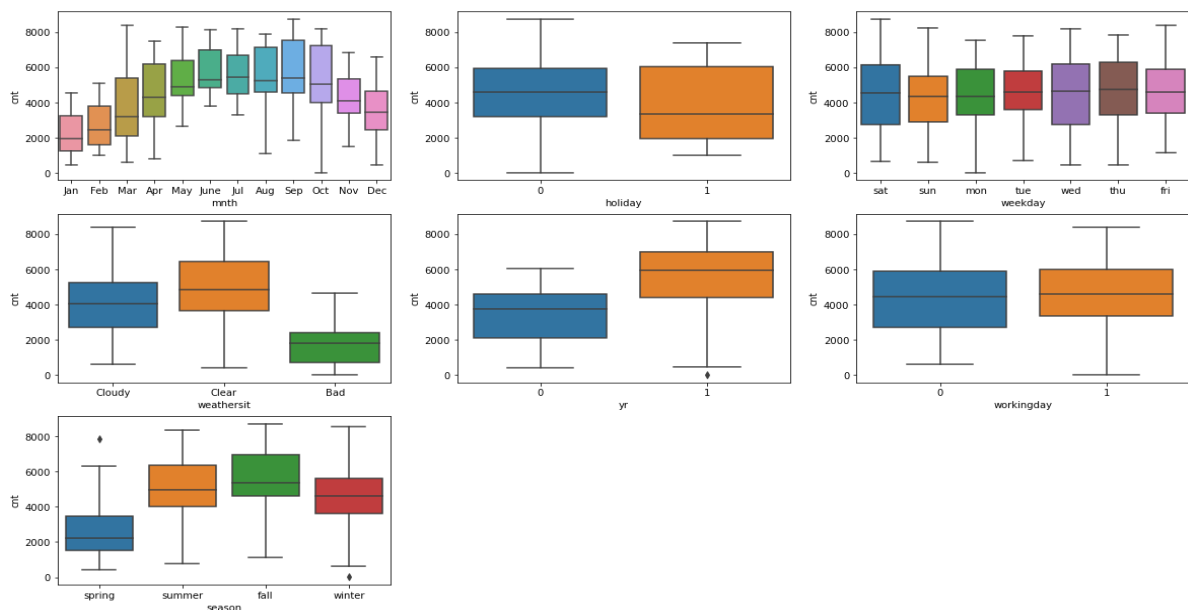 cnt
8000
6000
4000
2000
0
Jan Feb Mar Apr May June Jul Aug Sep Oct Nov Dec
mnth
cnt
8000
6000
4000
2000
0
0 1
holiday
cnt
8000
6000
4000
2000
0
sat sun mon tue wed thu fri
weekday
cnt
8000
6000
4000
2000
0
Cloudy Clear Bad
weathersit
cnt
8000
6000
4000
2000
0
0 1
yr
cnt
8000
6000
4000
2000
0
0 1
workingday
cnt
8000
6000
4000
2000
0
spring summer fall winter
season